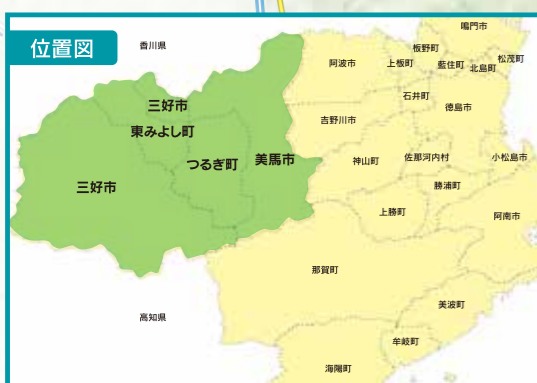 位置図
香川県
鳴門市
松茂町
板野町
北島町
藍住町
上板町
阿波市
石井町
徳島市
三好市
東みよし町
吉野川市
つるぎ町
美馬市
神山町
佐那河内村
小松島市
三好市
勝浦町
上勝町
阿南市
那賀町
美波町
高知県
牟岐町
海陽町